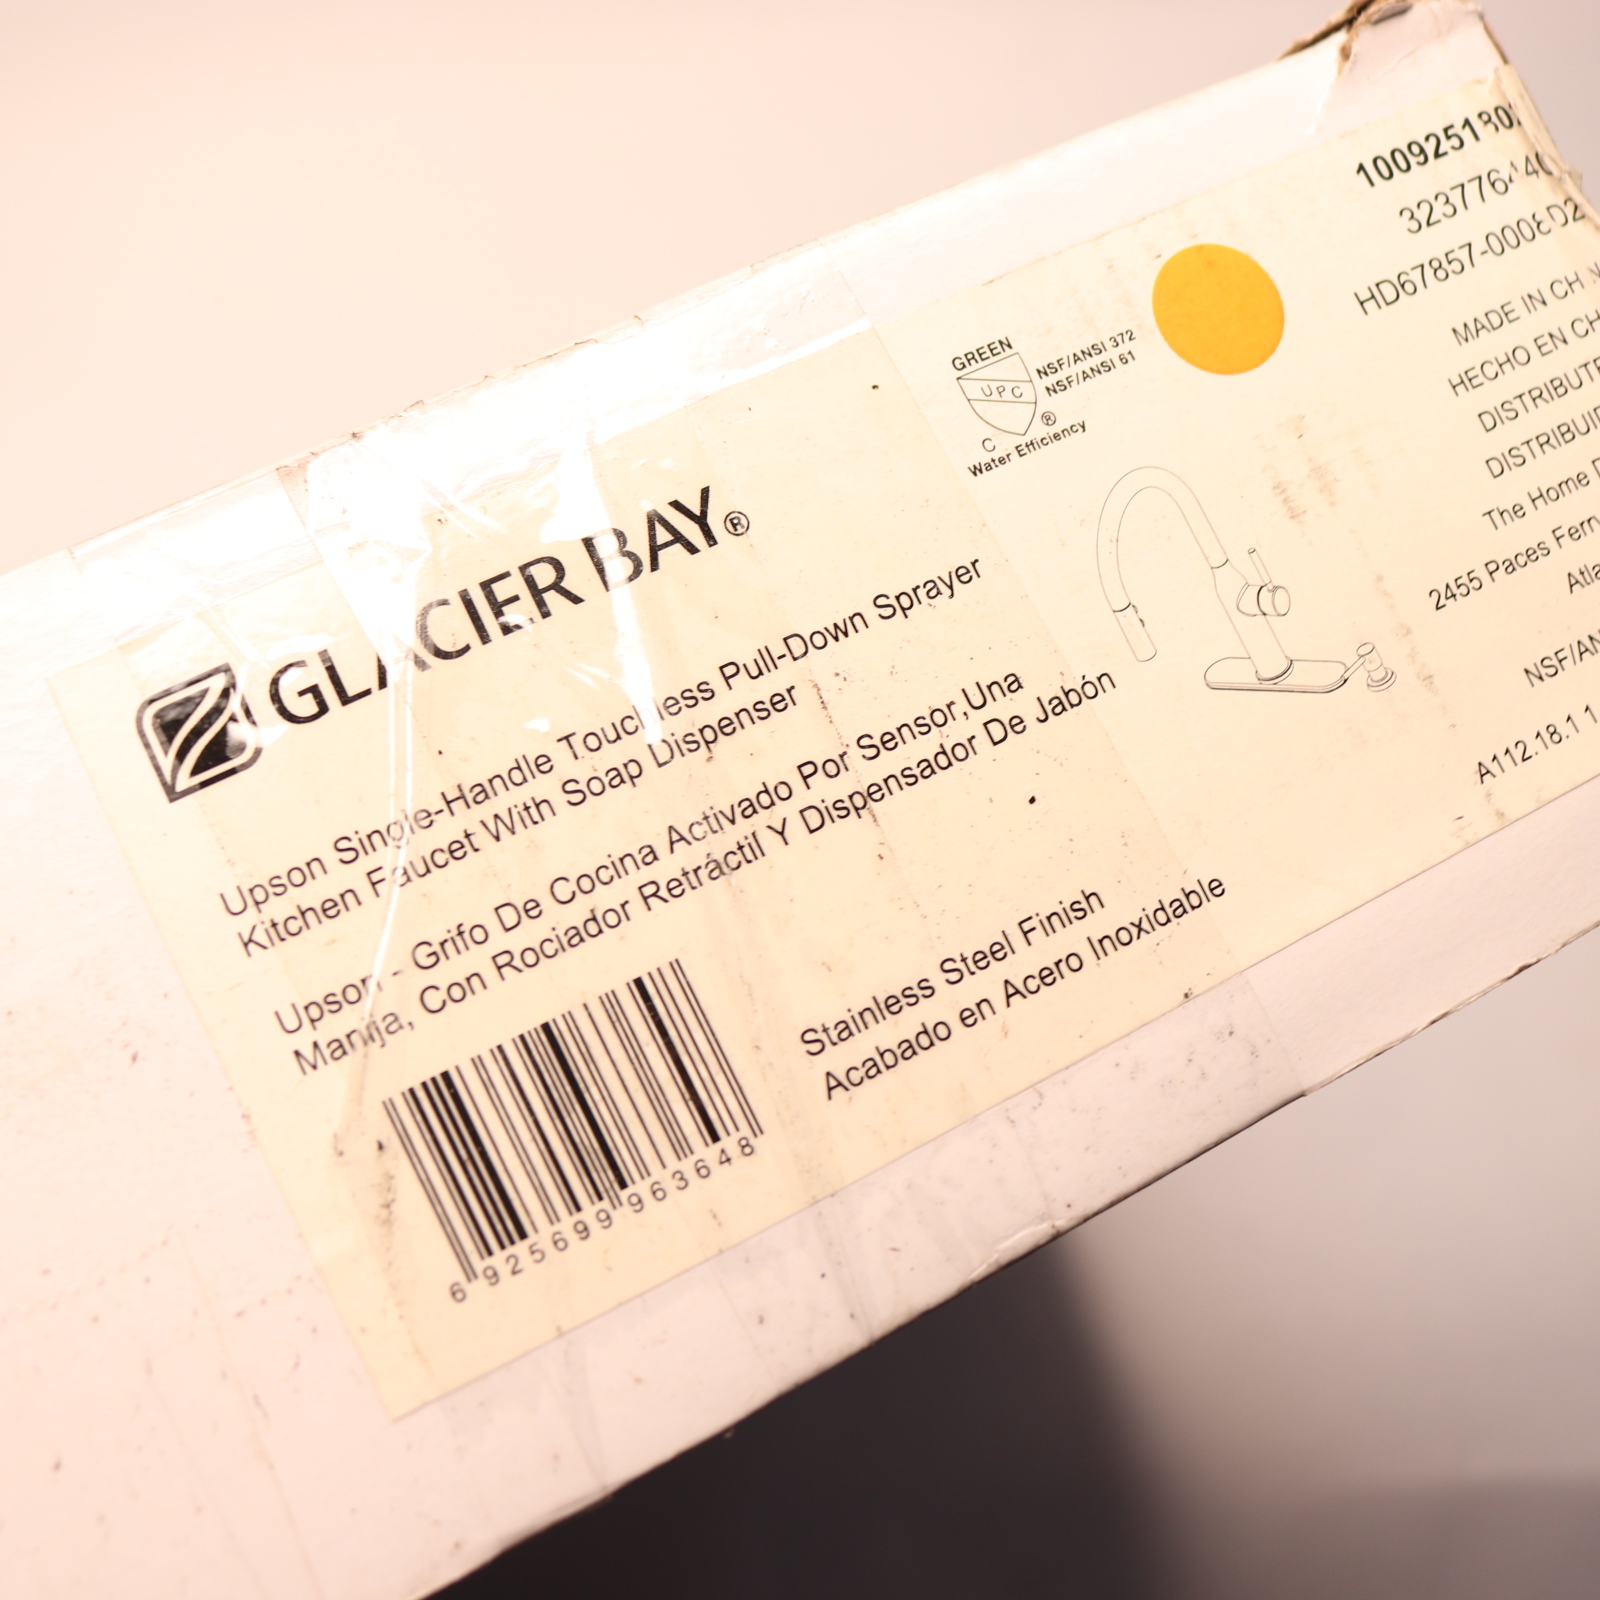 GLACIER BAY®
Upson Single-Handle Touchless Pull-Down Sprayer
Kitchen Faucet With Soap Dispenser
Upson - Grifo De Cocina Activado Por Sensor,Una
Manija, Con Rociador Retráctil Y Dispensador De Jabón
6 925699 963648
Stainless Steel Finish
Acabado en Acero Inoxidable
GREEN
UPC
C ®
Water Efficiency
NSF/ANSI 372
NSF/ANSI 61
MADE IN
HECHO EN
The Home
2455 Paces
A112.18.1